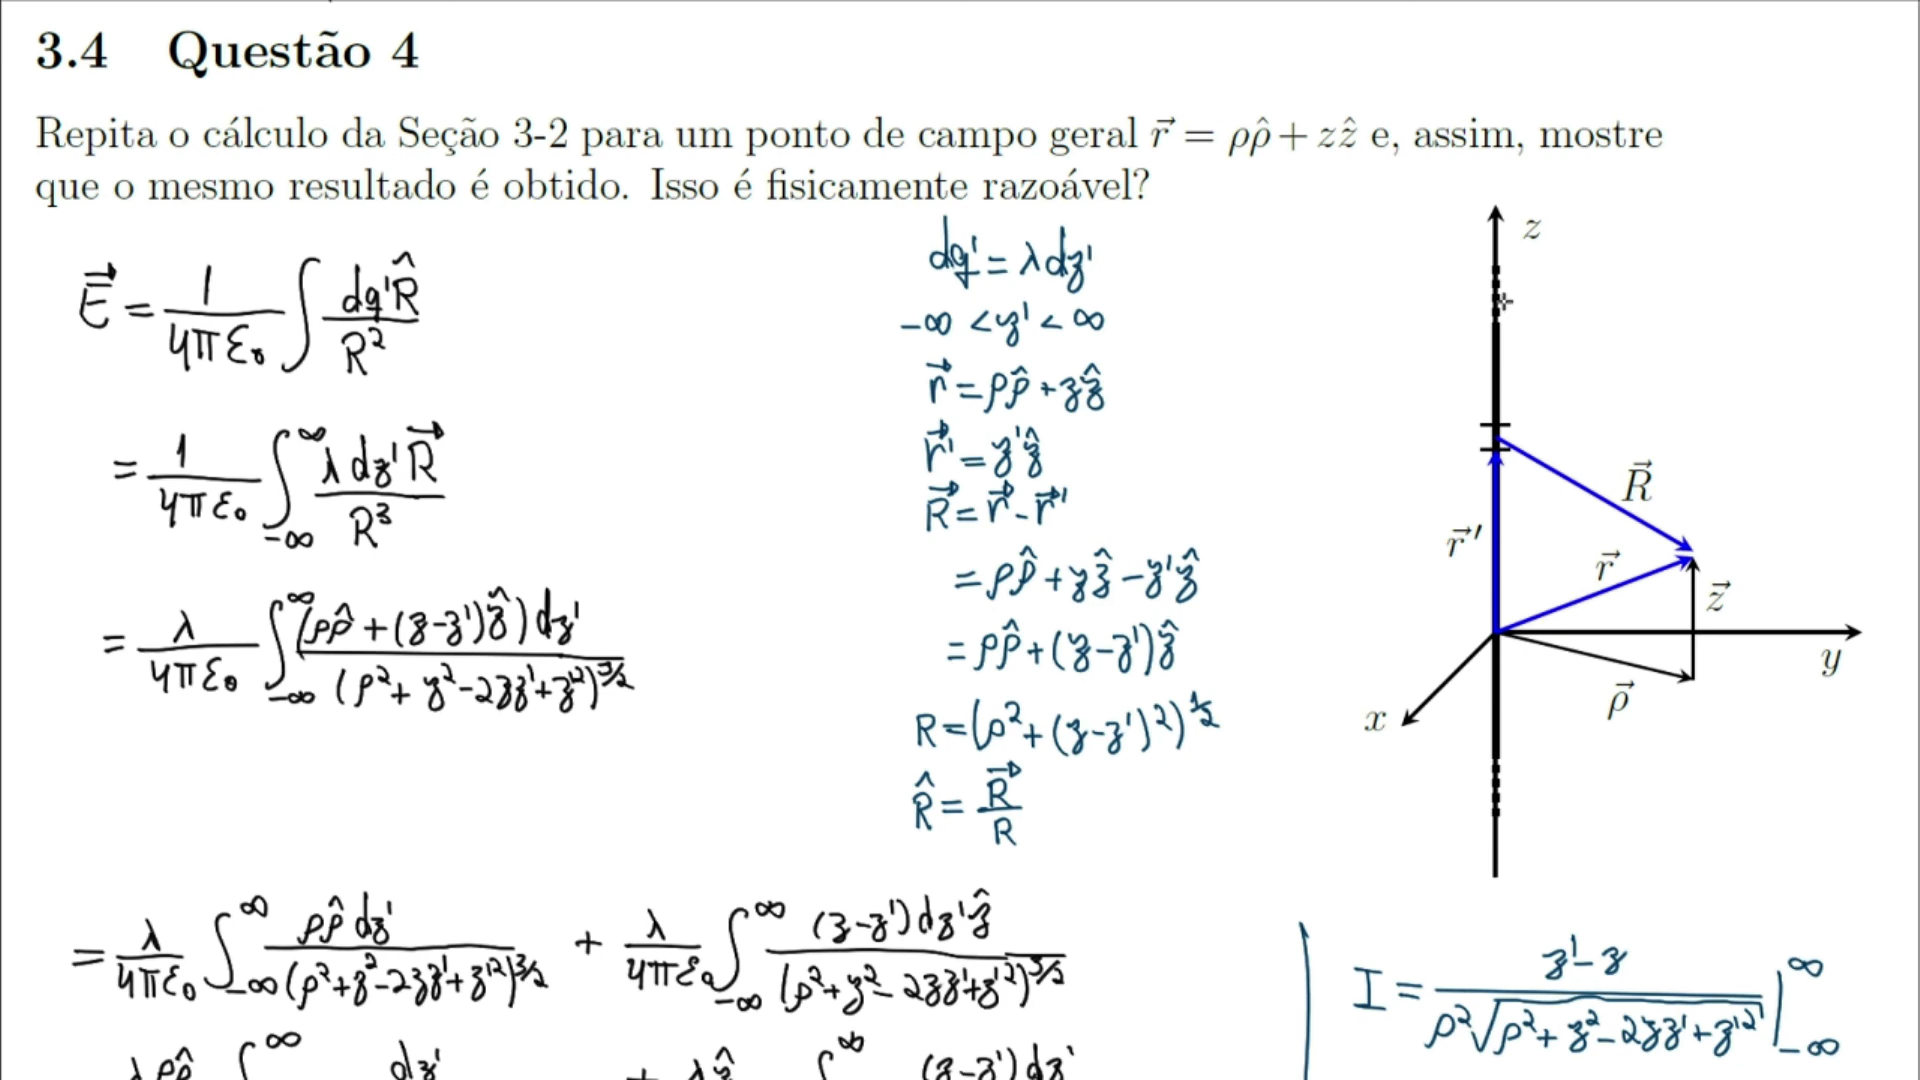 3.4 Questão 4
Repita o cálculo da Seção 3-2 para um ponto de campo geral r⃗ = ρρ̂ + zẑ e, assim, mostre
que o mesmo resultado é obtido. Isso é fisicamente razoável?
E⃗ = 1/(4πε₀) ∫ dq'R̂/R²
= 1/(4πε₀) ∫_{-∞}^{∞} λdz'R⃗/R³
= λ/(4πε₀) ∫_{-∞}^{∞} (ρρ̂ + (z-z')ẑ)dz'/(ρ² + z² - 2zz' + z'²)^{3/2}
dq' = λdz'
-∞ < z' < ∞
r⃗ = ρρ̂ + zẑ
r⃗' = z'ẑ
R⃗ = r⃗ - r⃗'
= ρρ̂ + zẑ - z'ẑ
= ρρ̂ + (z-z')ẑ
R = (ρ² + (z-z')²)^{1/2}
R̂ = R⃗/R
z
R⃗
r⃗'
r⃗
z⃗
y
ρ⃗
x
= λ/(4πε₀) ∫_{-∞}^{∞} ρρ̂dz'/(ρ² + z² - 2zz' + z'²)^{3/2} + λ/(4πε₀) ∫_{-∞}^{∞} (z-z')dz'ẑ/(ρ² + z² - 2zz' + z'²)^{3/2}
I = (z'-z)/(ρ²√(ρ² + z² - 2zz' + z'²)) |_{-∞}^{∞}
λρρ̂ ∫^{∞} dz' + λẑ ∫^{∞} (z-z')dz'